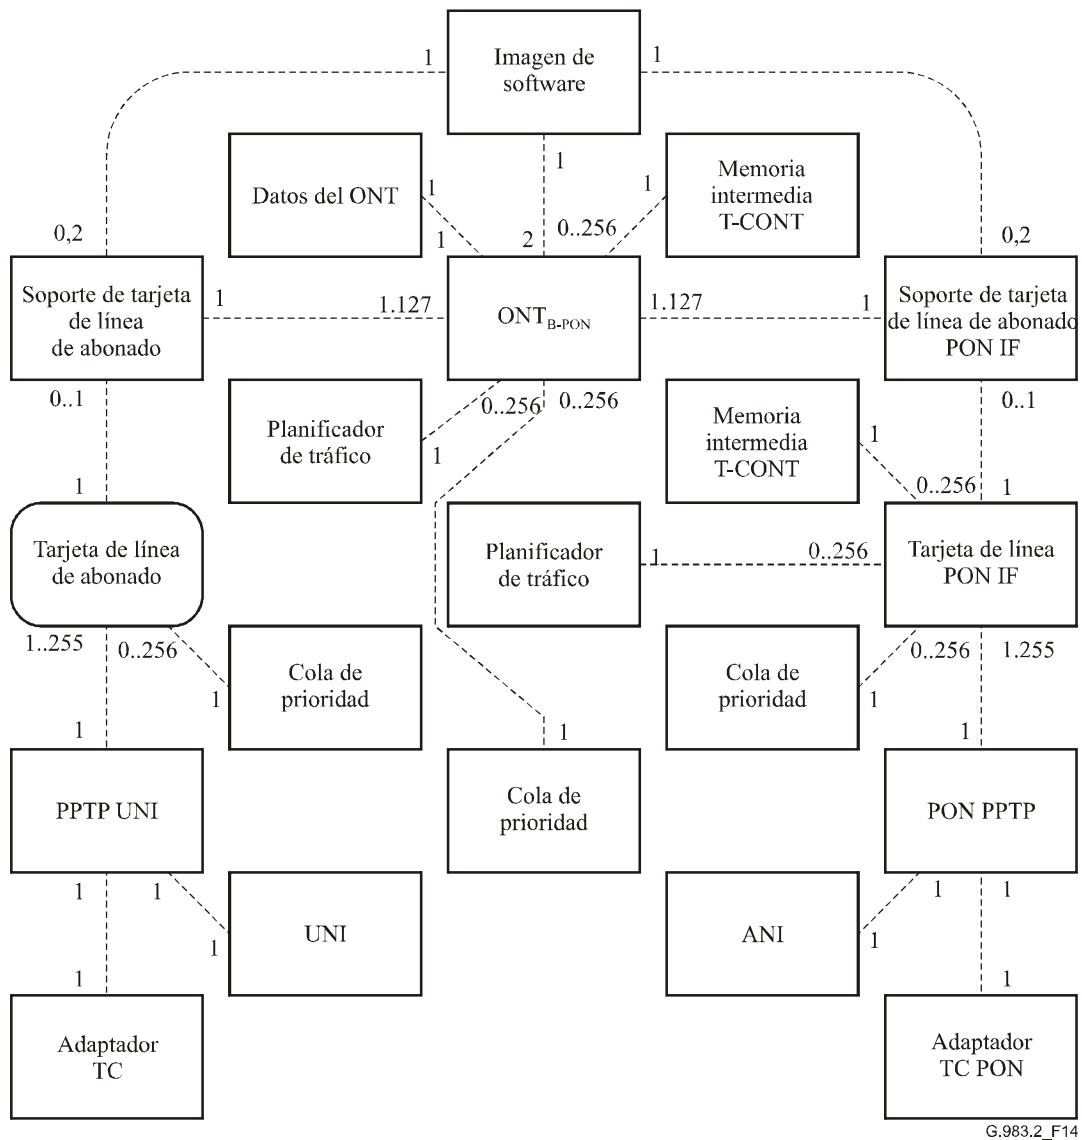 1
Imagen de
software
1
Datos del ONT
1
1
1
Memoria
intermedia
T-CONT
1
0,2
1
2
0..256
0,2
Soporte de tarjeta
de línea
de abonado
1
1.127
ONT B-PON
1.127
1
Soporte de tarjeta
de línea de abonado
PON IF
0..1
0..256
0..256
0..1
Planificador
de tráfico
1
Memoria
intermedia
T-CONT
1
1
0..256
1
Tarjeta de línea
de abonado
Planificador
de tráfico
1
0..256
Tarjeta de línea
PON IF
1..255
0..256
0..256
1.255
Cola de
prioridad
1
Cola de
prioridad
1
1
1
1
PPTP UNI
Cola de
prioridad
PON PPTP
1
1
1
1
UNI
1
ANI
1
1
1
Adaptador
TC
Adaptador
TC PON
G.983.2_F14